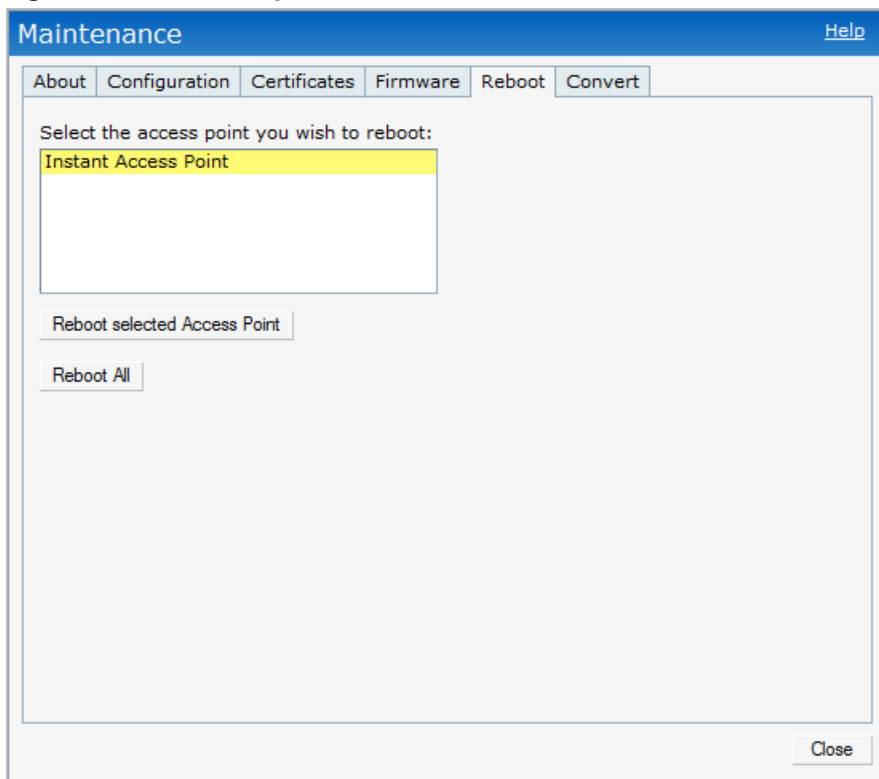 Maintenance
Help
About Configuration Certificates Firmware Reboot Convert
Select the access point you wish to reboot:
Instant Access Point
Reboot selected Access Point
Reboot All
Close